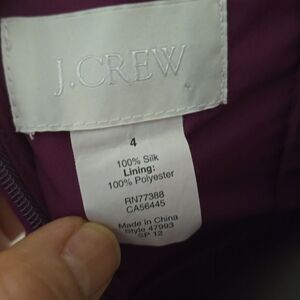 J.CREW
4
100% Silk
Lining:
100% Polyester
RN77388
CA56445
Made in China
Style 47993
SP 12